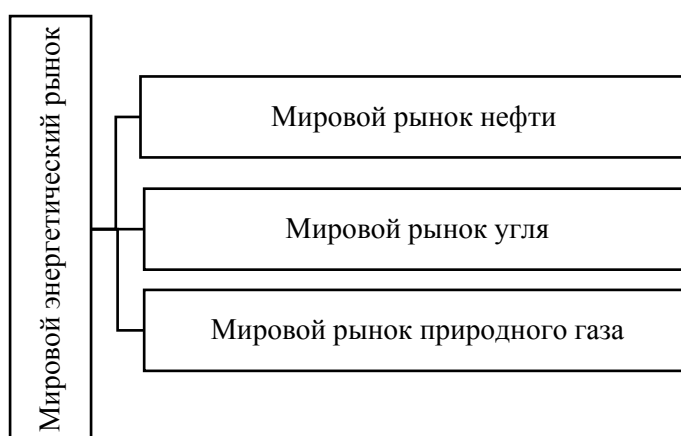 Мировой энергетический рынок
Мировой рынок нефти
Мировой рынок угля
Мировой рынок природного газа